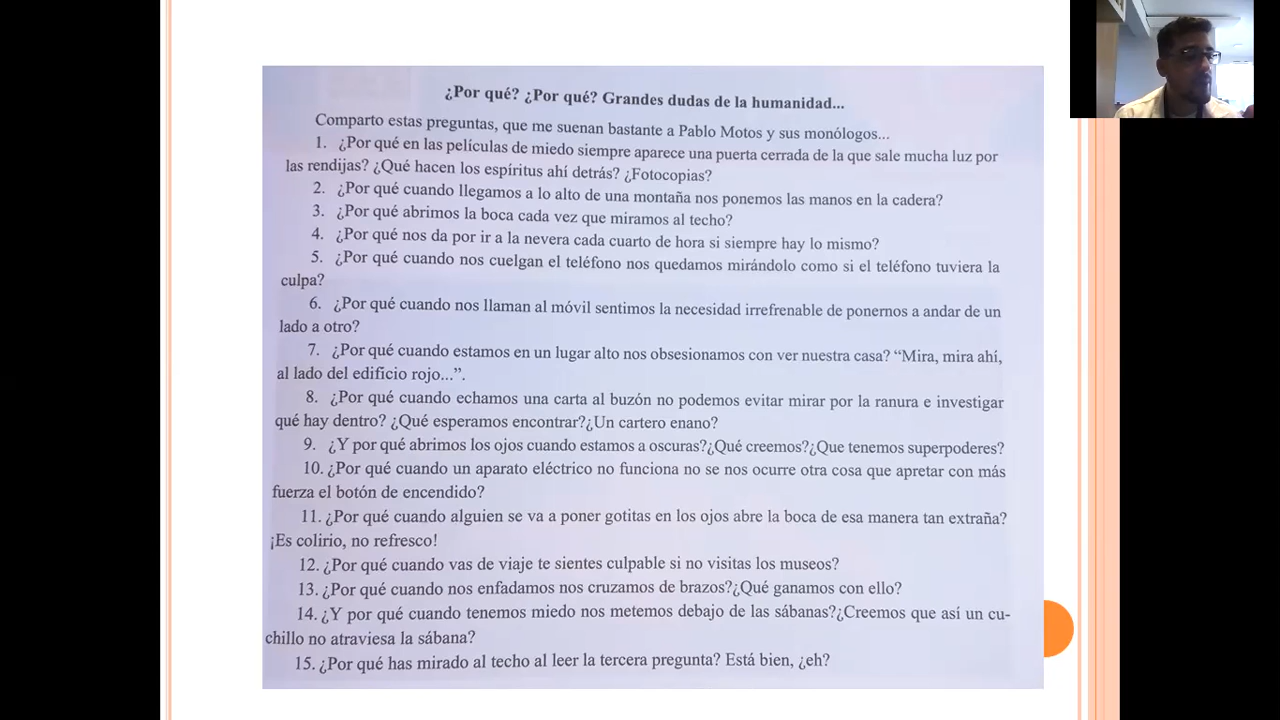 ¿Por qué? ¿Por qué? Grandes dudas de la humanidad...
Comparto estas preguntas, que me suenan bastante a Pablo Motos y sus monólogos...
1. ¿Por qué en las películas de miedo siempre aparece una puerta cerrada de la que sale mucha luz por
las rendijas? ¿Qué hacen los espíritus ahí detrás? ¿Fotocopias?
2. ¿Por qué cuando llegamos a lo alto de una montaña nos ponemos las manos en la cadera?
3. ¿Por qué abrimos la boca cada vez que miramos al techo?
4. ¿Por qué nos da por ir a la nevera cada cuarto de hora si siempre hay lo mismo?
5. ¿Por qué cuando nos cuelgan el teléfono nos quedamos mirándolo como si el teléfono tuviera la
culpa?
6. ¿Por qué cuando nos llaman al móvil sentimos la necesidad irrefrenable de ponernos a andar de un
lado a otro?
7. ¿Por qué cuando estamos en un lugar alto nos obsesionamos con ver nuestra casa? “Mira, mira ahí,
al lado del edificio rojo...”.
8. ¿Por qué cuando echamos una carta al buzón no podemos evitar mirar por la ranura e investigar
qué hay dentro? ¿Qué esperamos encontrar?¿Un cartero enano?
9. ¿Y por qué abrimos los ojos cuando estamos a oscuras?¿Qué creemos?¿Que tenemos superpoderes?
10. ¿Por qué cuando un aparato eléctrico no funciona no se nos ocurre otra cosa que apretar con más
fuerza el botón de encendido?
11. ¿Por qué cuando alguien se va a poner gotitas en los ojos abre la boca de esa manera tan extraña?
¡Es colirio, no refresco!
12. ¿Por qué cuando vas de viaje te sientes culpable si no visitas los museos?
13. ¿Por qué cuando nos enfadamos nos cruzamos de brazos?¿Qué ganamos con ello?
14. ¿Y por qué cuando tenemos miedo nos metemos debajo de las sábanas?¿Creemos que así un cu-
chillo no atraviesa la sábana?
15. ¿Por qué has mirado al techo al leer la tercera pregunta? Está bien, ¿eh?